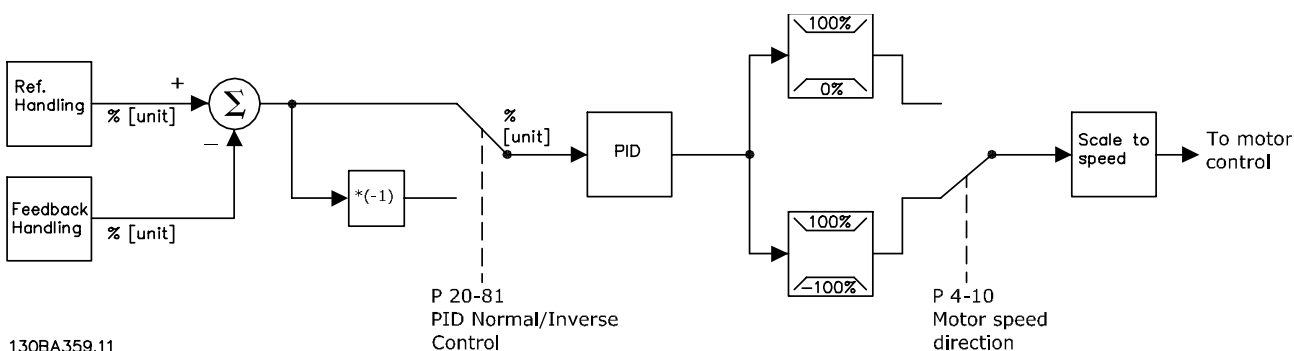 Ref.
Handling
+
% [unit]
Σ
−
Feedback
Handling
% [unit]
*(-1)
%
[unit]
P 20-81
PID Normal/Inverse
Control
PID
100%
0%
100%
−100%
P 4-10
Motor speed
direction
Scale to
speed
To motor
control
130BA359.11